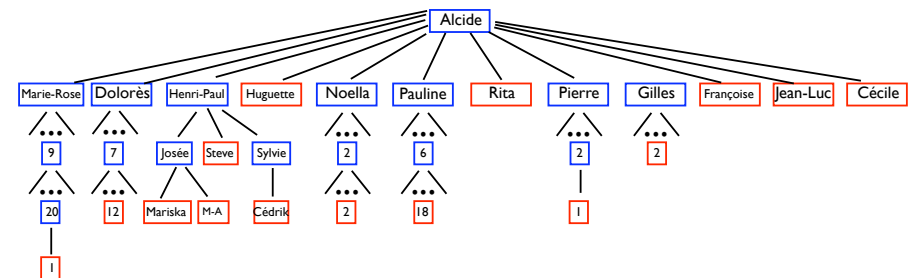 Alcide
Marie-Rose Dolorès Henri-Paul Huguette Noella Pauline Rita Pierre Gilles Françoise Jean-Luc Cécile
... ... ... ... ... ...
9 7 Josée Steve Sylvie 2 6 2 2
... ... ... ...
20 12 Mariska M-A Cédrik 2 18 1
1